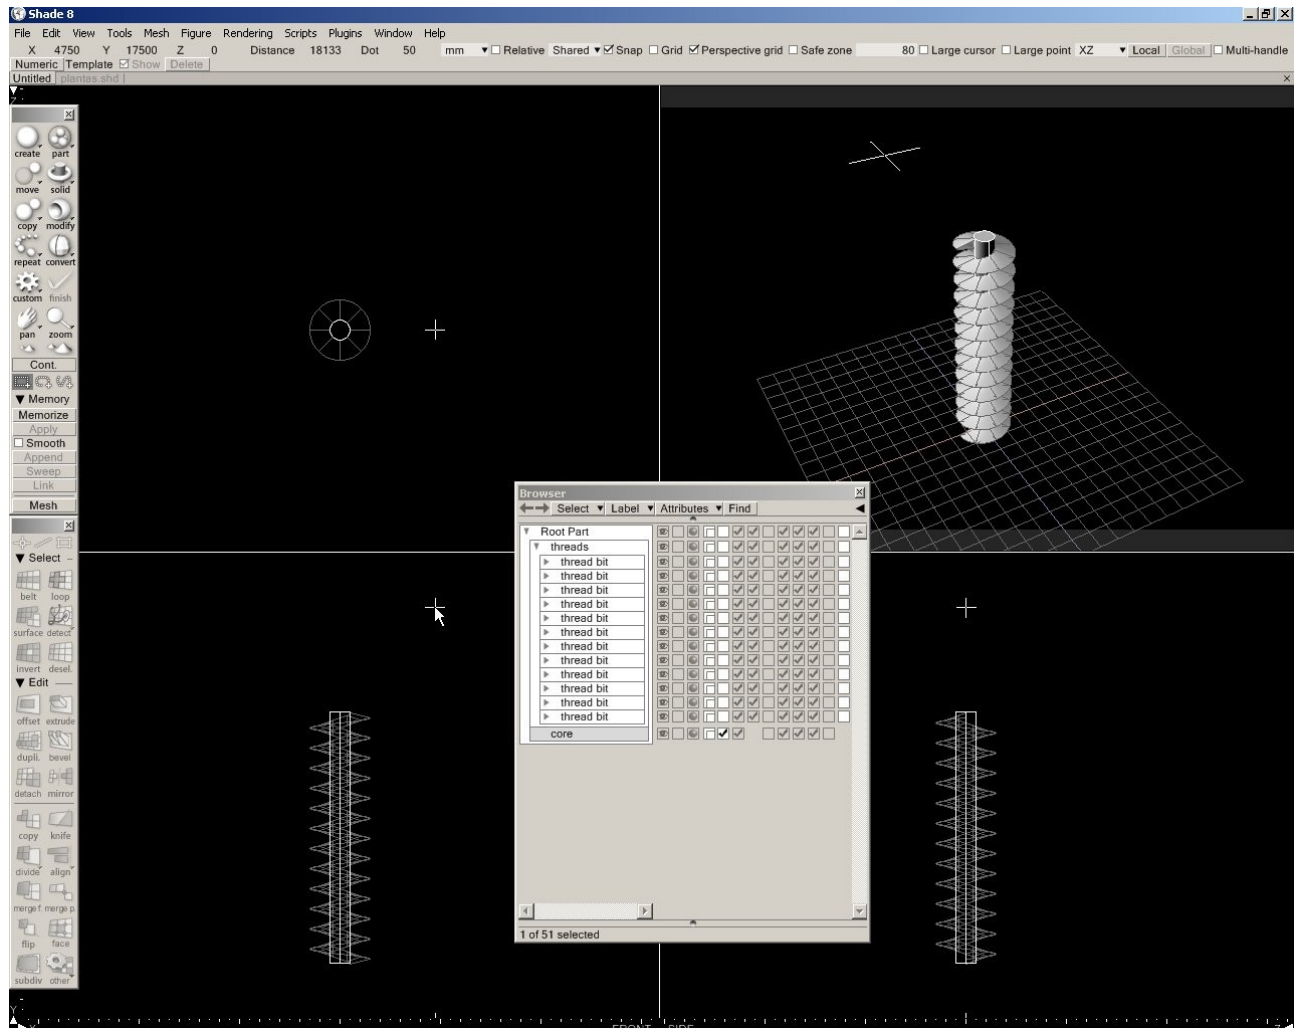 Shade 8
File Edit View Tools Mesh Figure Rendering Scripts Plugins Window Help
X 4750 Y 17500 Z 0 Distance 18133 Dot 50 mm Relative Shared Snap Grid Perspective grid Safe zone 80 Large cursor Large point XZ Local Global Multi-handle
Numeric Template Show Delete
Untitled plantas.shd
Z
create part
move solid
copy modify
repeat convert
custom finish
pan zoom
Cont.
Memory
Memorize
Apply
Smooth
Append
Sweep
Link
Mesh
Select
belt loop
surface detect
invert desel.
Edit
offset extrude
dupli. bevel
detach mirror
copy knife
divide align
merge f. merge p.
flip face
subdiv other
Browser
Select Label Attributes Find
Root Part
threads
thread bit
thread bit
thread bit
thread bit
thread bit
thread bit
thread bit
thread bit
thread bit
thread bit
thread bit
thread bit
core
1 of 51 selected
Y
X FRONT SIDE Z